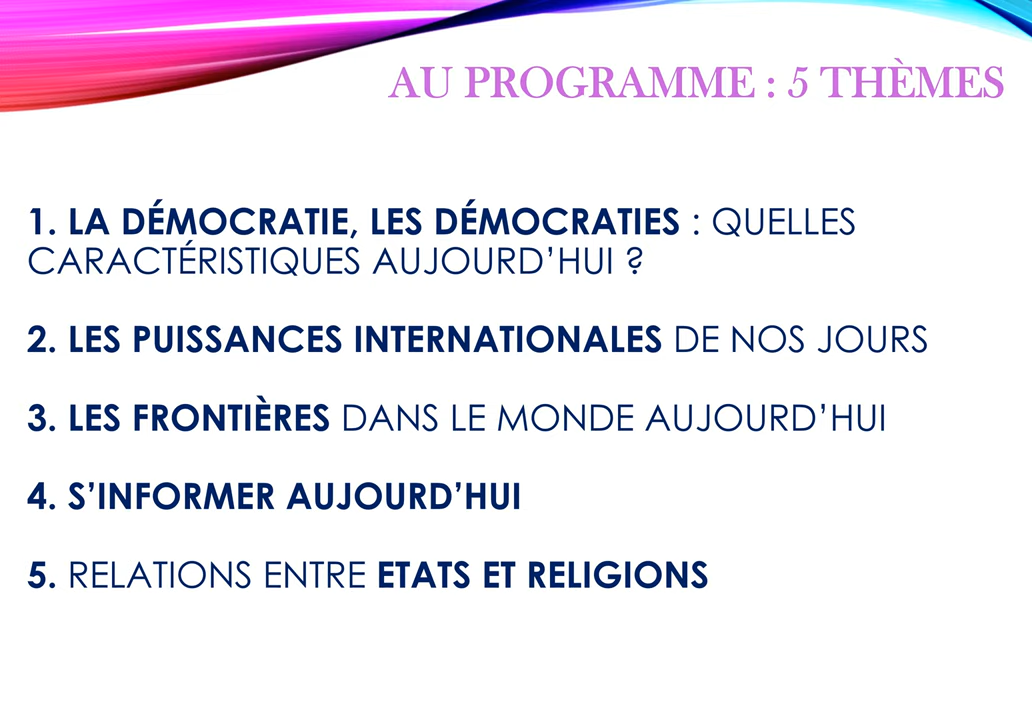 AU PROGRAMME : 5 THÈMES
1. LA DÉMOCRATIE, LES DÉMOCRATIES : QUELLES
CARACTÉRISTIQUES AUJOURD’HUI ?
2. LES PUISSANCES INTERNATIONALES DE NOS JOURS
3. LES FRONTIÈRES DANS LE MONDE AUJOURD’HUI
4. S’INFORMER AUJOURD’HUI
5. RELATIONS ENTRE ETATS ET RELIGIONS